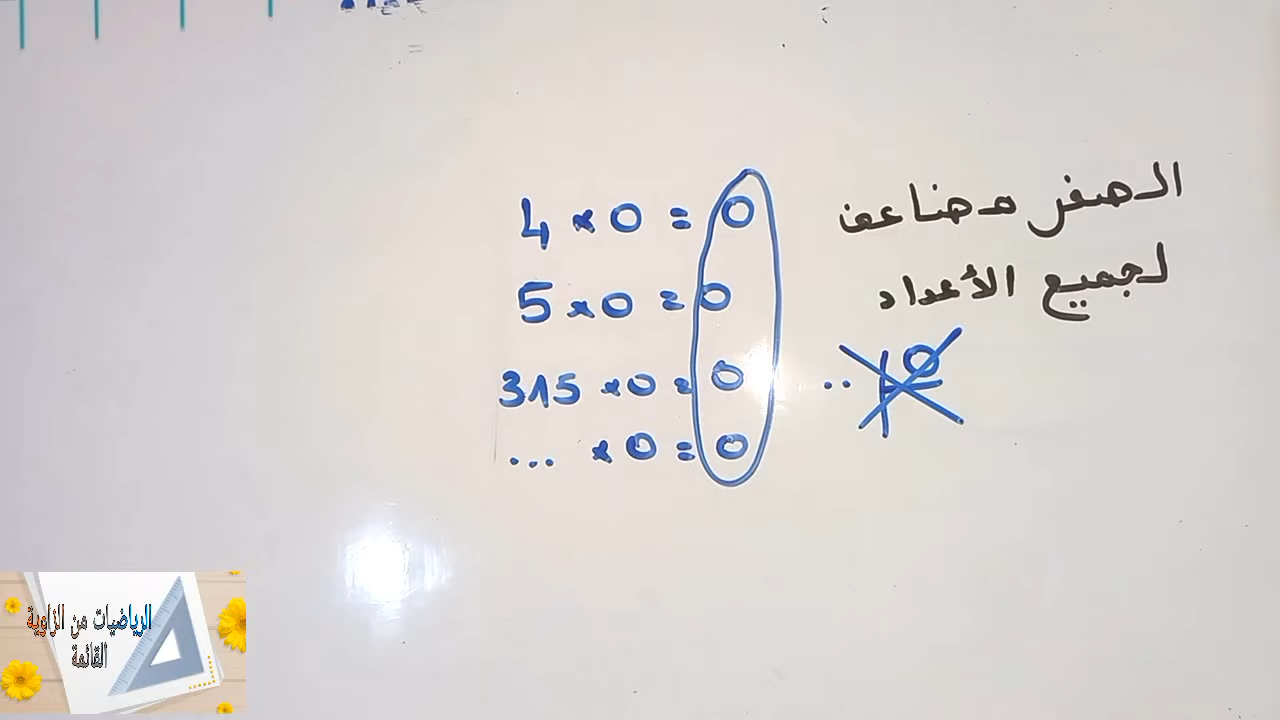 الصفر مضاعف
لجميع الأعداد
4 × 0 = 0
5 × 0 = 0
315 × 0 = 0
... × 0 = 0
الرياضيات من الزاوية
القائمة